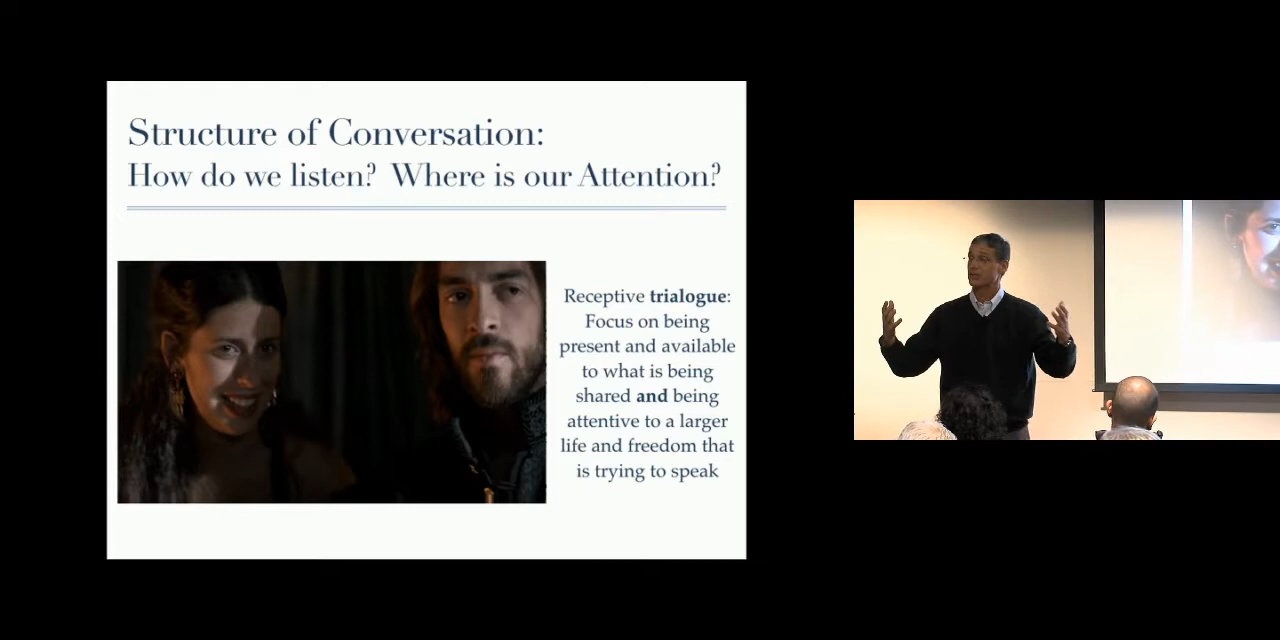 Structure of Conversation:
How do we listen? Where is our Attention?
Receptive trialogue:
Focus on being
present and available
to what is being
shared and being
attentive to a larger
life and freedom that
is trying to speak